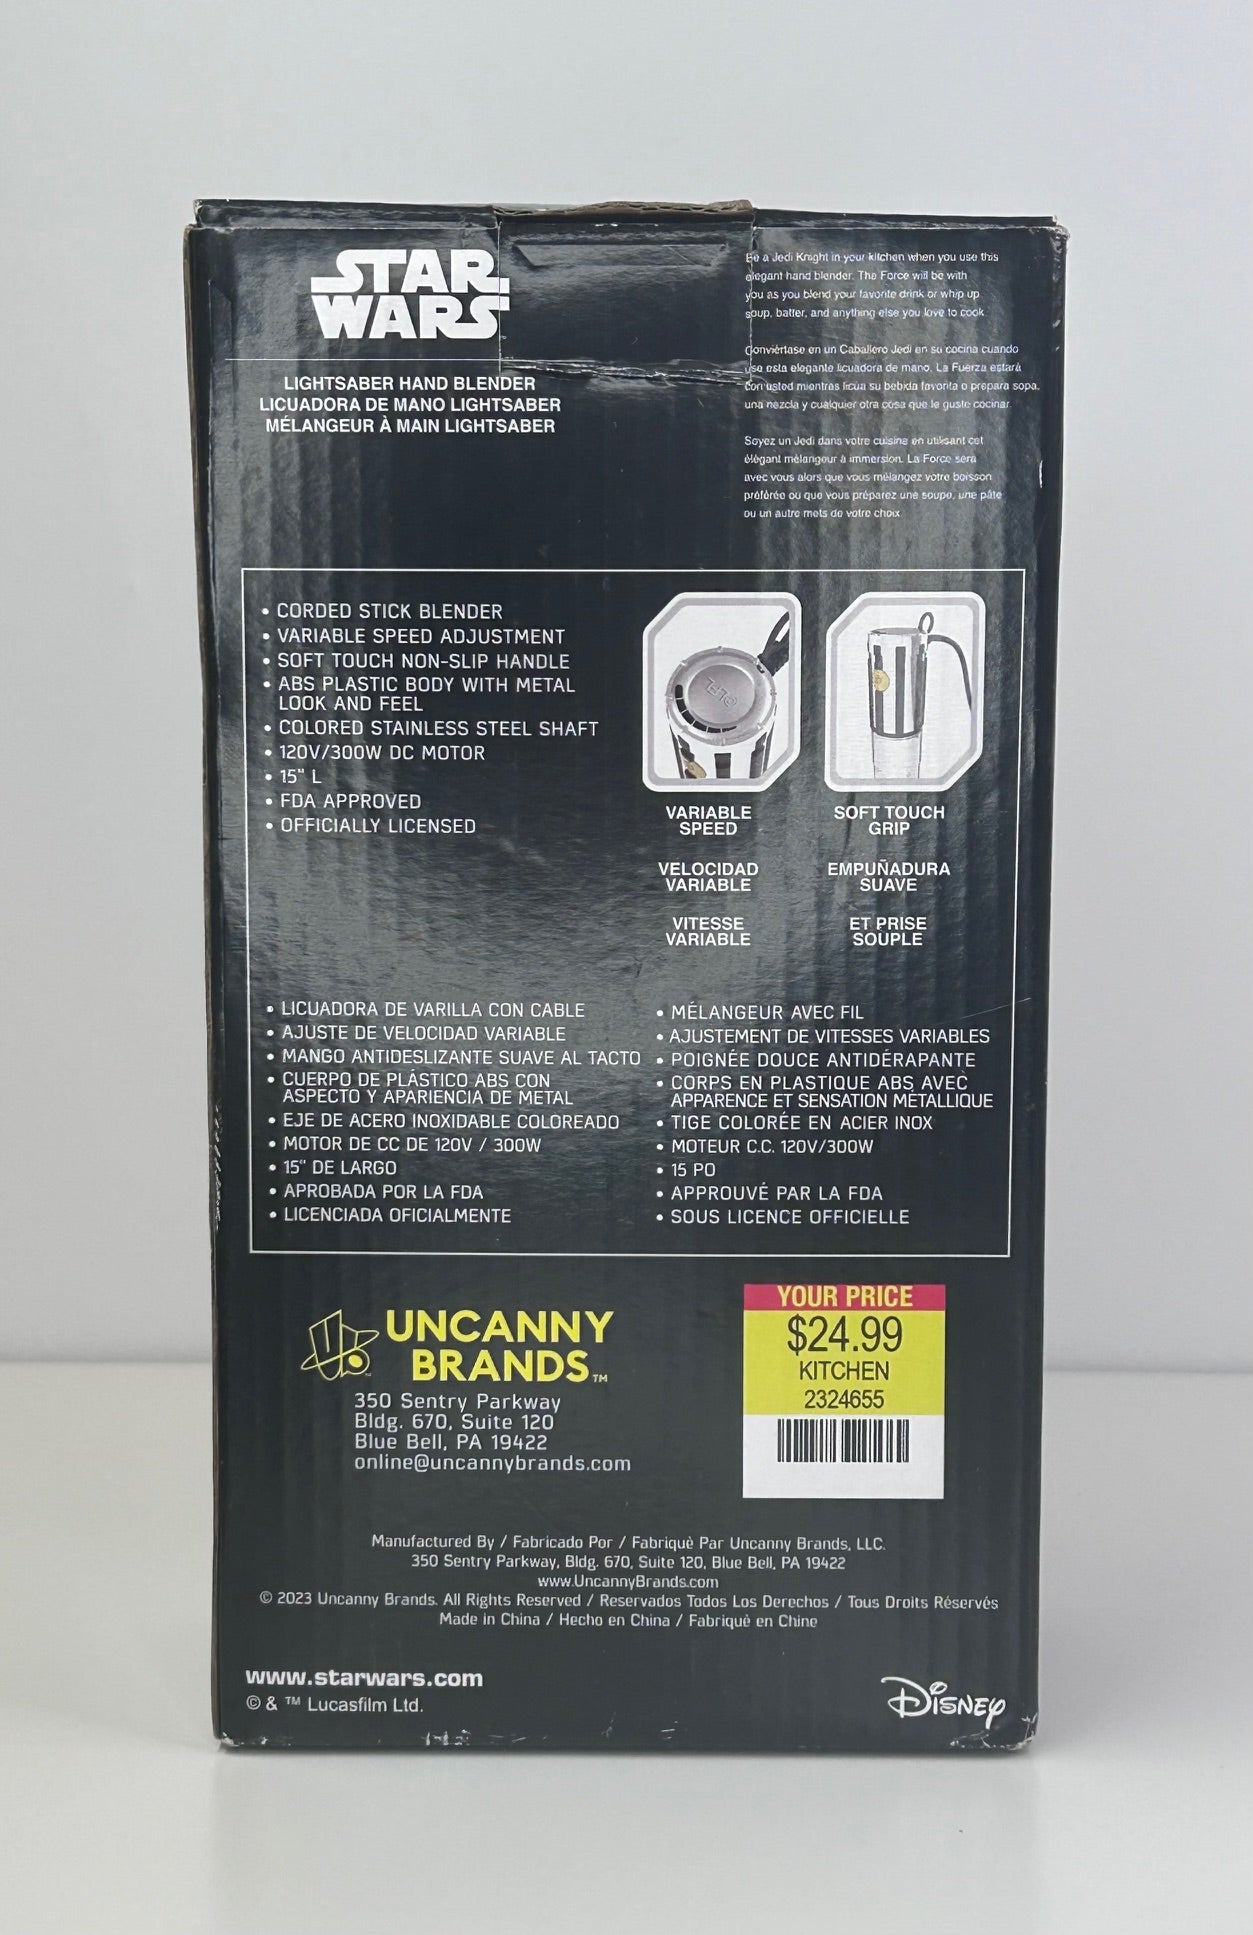 STAR
WARS
LIGHTSABER HAND BLENDER
LICUADORA DE MANO LIGHTSABER
MÉLANGEUR À MAIN LIGHTSABER
Be a Jedi Knight in your kitchen when you use this
elegant hand blender. The Force will be with
you as you blend your favorite drink or whip up
soup, batter, and anything else you love to cook
Conviértase en un Caballero Jedi en su cocina cuando
use esta elegante licuadora de mano. La Fuerza estará
con usted mientras licua su bebida favorita o prepara sopa,
una mezcla y cualquier otra cosa que le guste cocinar.
Soyez un Jedi dans votre cuisine en utilisant cet
élégant mélangeur à immersion. La Force sera
avec vous alors que vous mélangez votre boisson
préférée ou que vous préparez une soupe, une pâte
ou un autre mets de votre choix
• CORDED STICK BLENDER
• VARIABLE SPEED ADJUSTMENT
• SOFT TOUCH NON-SLIP HANDLE
• ABS PLASTIC BODY WITH METAL
LOOK AND FEEL
• COLORED STAINLESS STEEL SHAFT
• 120V/300W DC MOTOR
• 15" L
• FDA APPROVED
• OFFICIALLY LICENSED
VARIABLE
SPEED
VELOCIDAD
VARIABLE
VITESSE
VARIABLE
SOFT TOUCH
GRIP
EMPUÑADURA
SUAVE
ET PRISE
SOUPLE
• LICUADORA DE VARILLA CON CABLE
• AJUSTE DE VELOCIDAD VARIABLE
• MANGO ANTIDESLIZANTE SUAVE AL TACTO
• CUERPO DE PLÁSTICO ABS CON
ASPECTO Y APARIENCIA DE METAL
• EJE DE ACERO INOXIDABLE COLOREADO
• MOTOR DE CC DE 120V / 300W
• 15" DE LARGO
• APROBADA POR LA FDA
• LICENCIADA OFICIALMENTE
• MÉLANGEUR AVEC FIL
• AJUSTEMENT DE VITESSES VARIABLES
• POIGNÉE DOUCE ANTIDÉRAPANTE
• CORPS EN PLASTIQUE ABS AVEC
APPARENCE ET SENSATION MÉTALLIQUE
• TIGE COLORÉE EN ACIER INOX
• MOTEUR C.C. 120V/300W
• 15 PO
• APPROUVÉ PAR LA FDA
• SOUS LICENCE OFFICIELLE
UNCANNY
BRANDS™
350 Sentry Parkway
Bldg. 670, Suite 120
Blue Bell, PA 19422
online@uncannybrands.com
YOUR PRICE
$24.99
KITCHEN
2324655
Manufactured By / Fabricado Por / Fabriquè Par Uncanny Brands, LLC.
350 Sentry Parkway, Bldg. 670, Suite 120, Blue Bell, PA 19422
www.UncannyBrands.com
© 2023 Uncanny Brands. All Rights Reserved / Reservados Todos Los Derechos / Tous Droits Réservés
Made in China / Hecho en China / Fabriquè en Chine
www.starwars.com
© & ™ Lucasfilm Ltd.
Disney